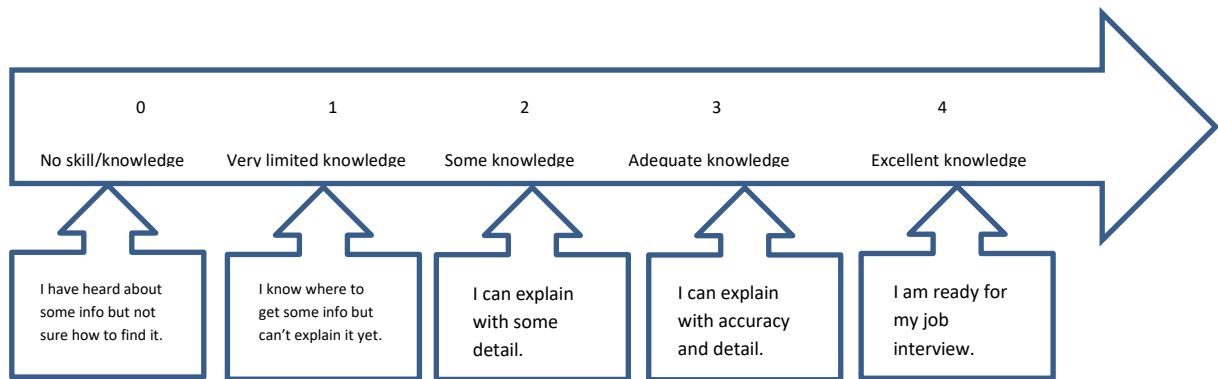 0 1 2 3 4
No skill/knowledge Very limited knowledge Some knowledge Adequate knowledge Excellent knowledge
I have heard about
some info but not
sure how to find it.
I know where to
get some info but
can’t explain it yet.
I can explain
with some
detail.
I can explain
with accuracy
and detail.
I am ready for
my job
interview.